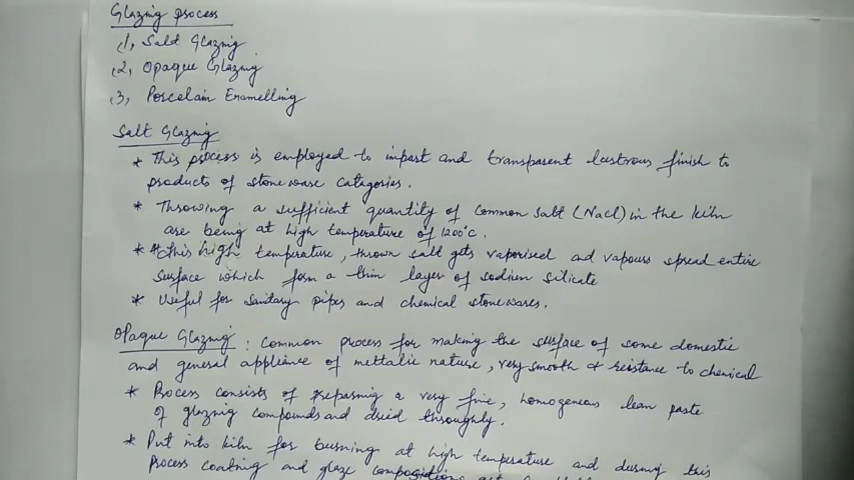 Glazing process
(1, Salt Glazing
(2, Opaque Glazing
(3, Porcelain Enamelling
Salt Glazing
* This process is employed to impart and transparent lustrous finish to
products of stoneware categories.
* Throwing a sufficient quantity of common salt (Nacl) in the kiln
are being at high temperature of 1200°C.
* At this high temperature, thrown salt gets vaporised and vapours spread entire
surface which form a thin layer of sodium silicate
* Useful for sanitary pipes and chemical stonewares.
Opaque Glazing : Common process for making the surface of some domestic
and general appliance of mettalic nature, very smooth & resistance to chemical
* Process consists of preparing a very fine, homogeneous lean paste
of glazing compounds and dried throughly.
* Put into kiln for burning at high temperature and during this
process coating and glaze compositions get